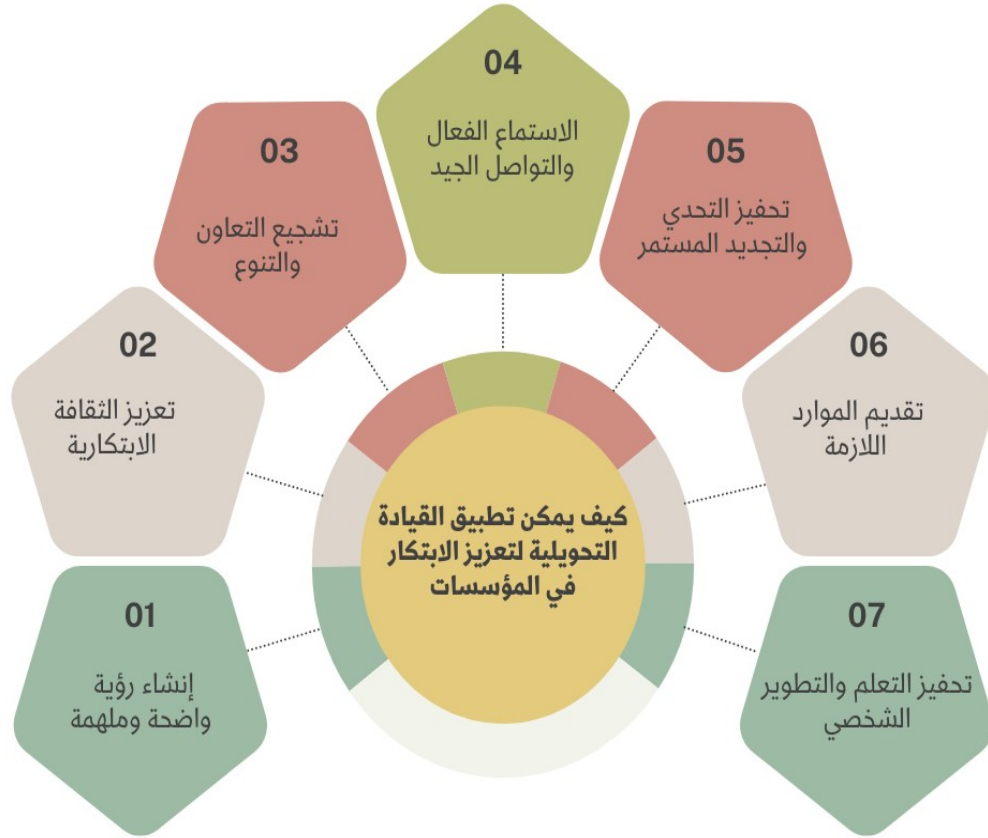 كيف يمكن تطبيق القيادة
التحويلية لتعزيز الابتكار
في المؤسسات
01
إنشاء رؤية
واضحة وملهمة
02
تعزيز الثقافة
الابتكارية
03
تشجيع التعاون
والتنوع
04
الاستماع الفعال
والتواصل الجيد
05
تحفيز التحدي
والتجديد المستمر
06
تقديم الموارد
اللازمة
07
تحفيز التعلم والتطوير
الشخصي